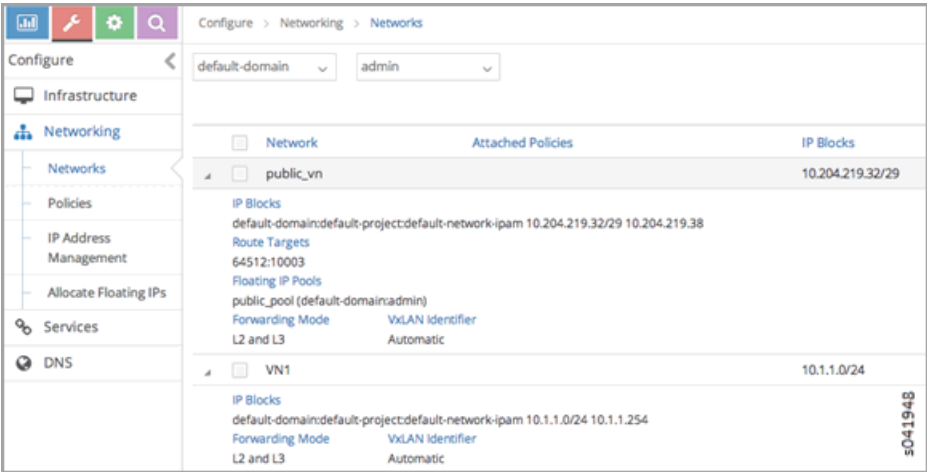 Configure > Networking > Networks
Configure
default-domain admin
Infrastructure
Networking
Networks
Policies
IP Address
Management
Allocate Floating IPs
Services
DNS
Network Attached Policies IP Blocks
public_vn 10.204.219.32/29
IP Blocks
default-domain:default-project:default-network-ipam 10.204.219.32/29 10.204.219.38
Route Targets
64512:10003
Floating IP Pools
public_pool (default-domain:admin)
Forwarding Mode VxLAN Identifier
L2 and L3 Automatic
VN1 10.1.1.0/24
IP Blocks
default-domain:default-project:default-network-ipam 10.1.1.0/24 10.1.1.254
Forwarding Mode VxLAN Identifier
L2 and L3 Automatic
s041948